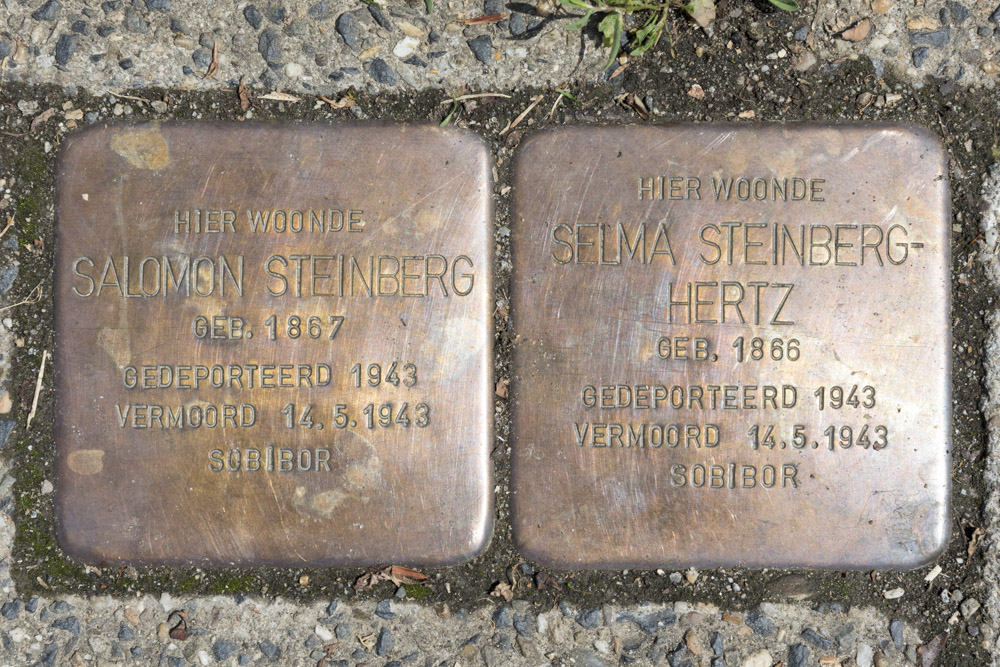 HIER WOONDE
SALOMON STEINBERG
GEB. 1867
GEDEPORTEERD 1943
VERMOORD 14.5.1943
SOBIBOR
HIER WOONDE
SELMA STEINBERG-
HERTZ
GEB. 1866
GEDEPORTEERD 1943
VERMOORD 14.5.1943
SOBIBOR